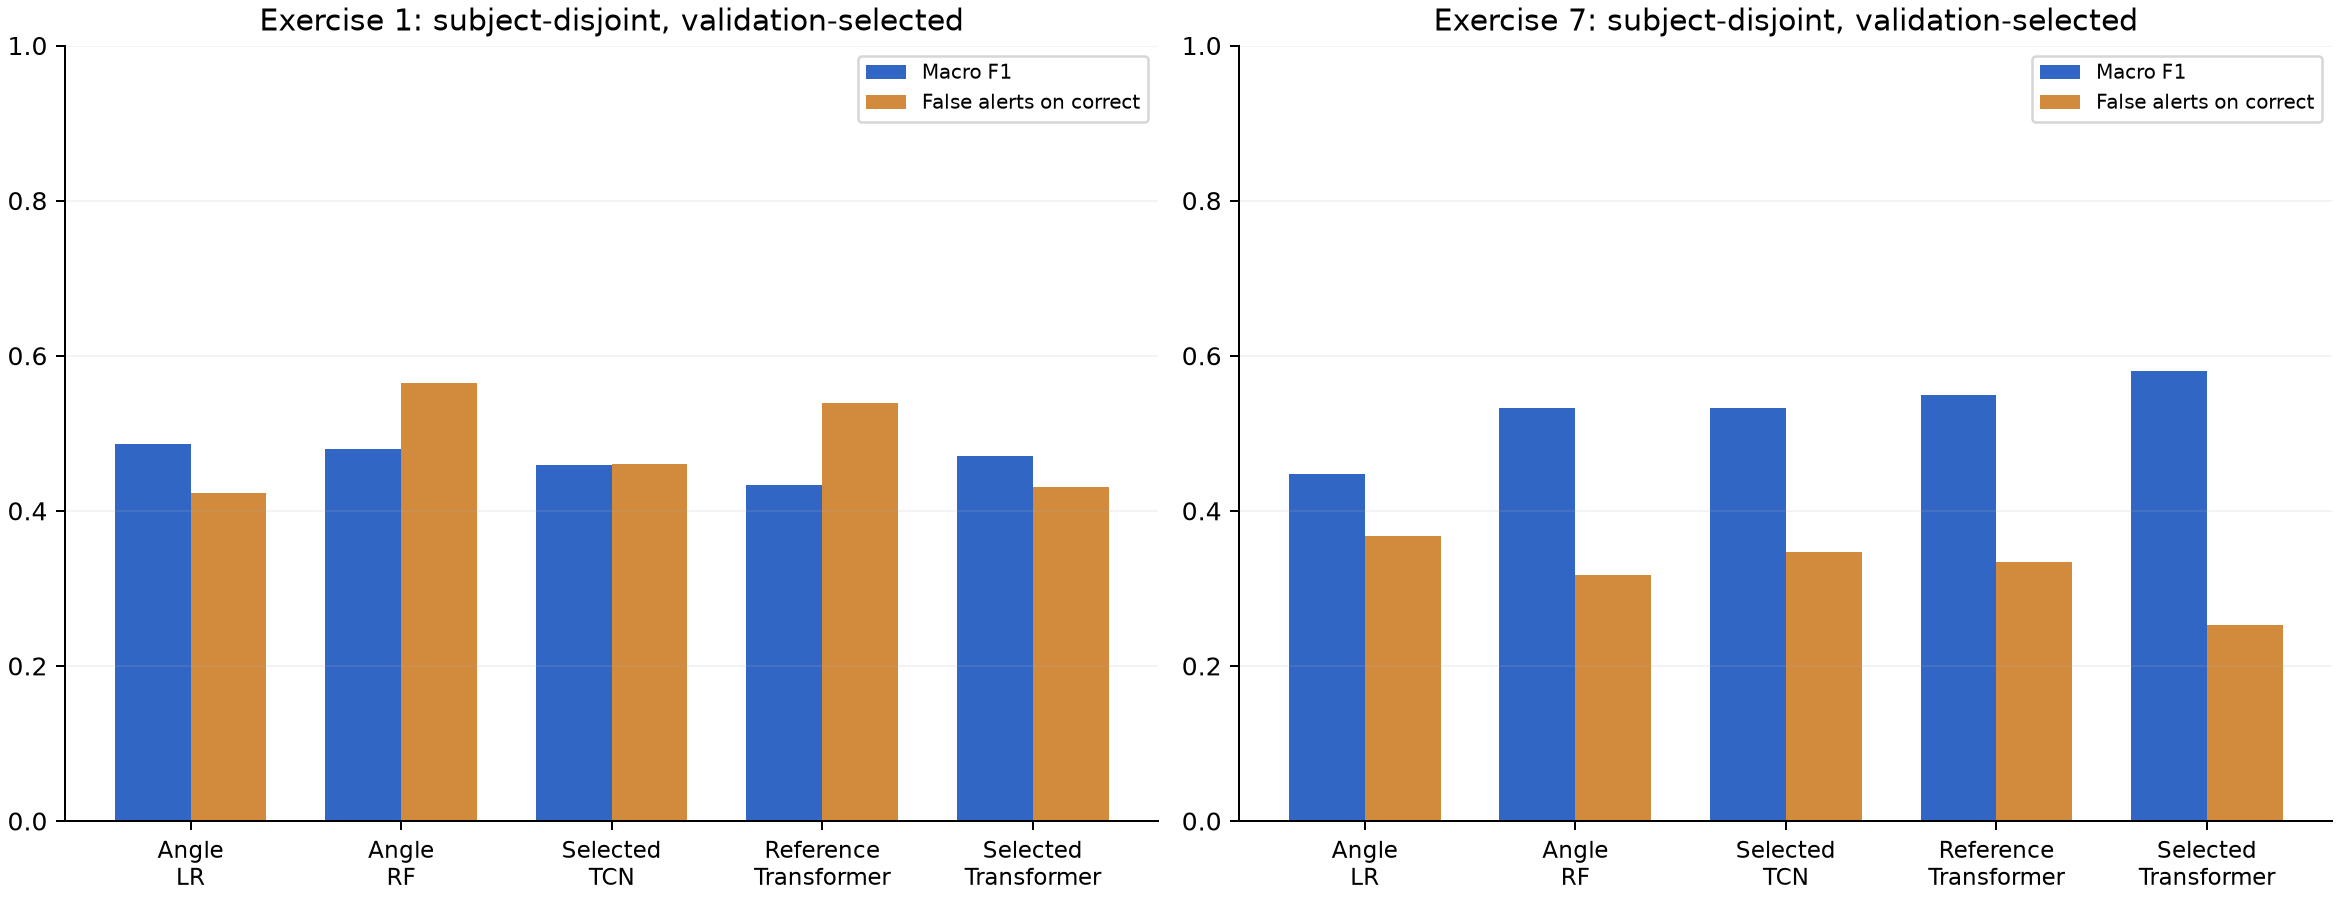 Exercise 1: subject-disjoint, validation-selected
1.0
0.8
0.6
0.4
0.2
0.0
Macro F1
False alerts on correct
Angle
LR
Angle
RF
Selected
TCN
Reference
Transformer
Selected
Transformer
Exercise 7: subject-disjoint, validation-selected
1.0
0.8
0.6
0.4
0.2
0.0
Macro F1
False alerts on correct
Angle
LR
Angle
RF
Selected
TCN
Reference
Transformer
Selected
Transformer